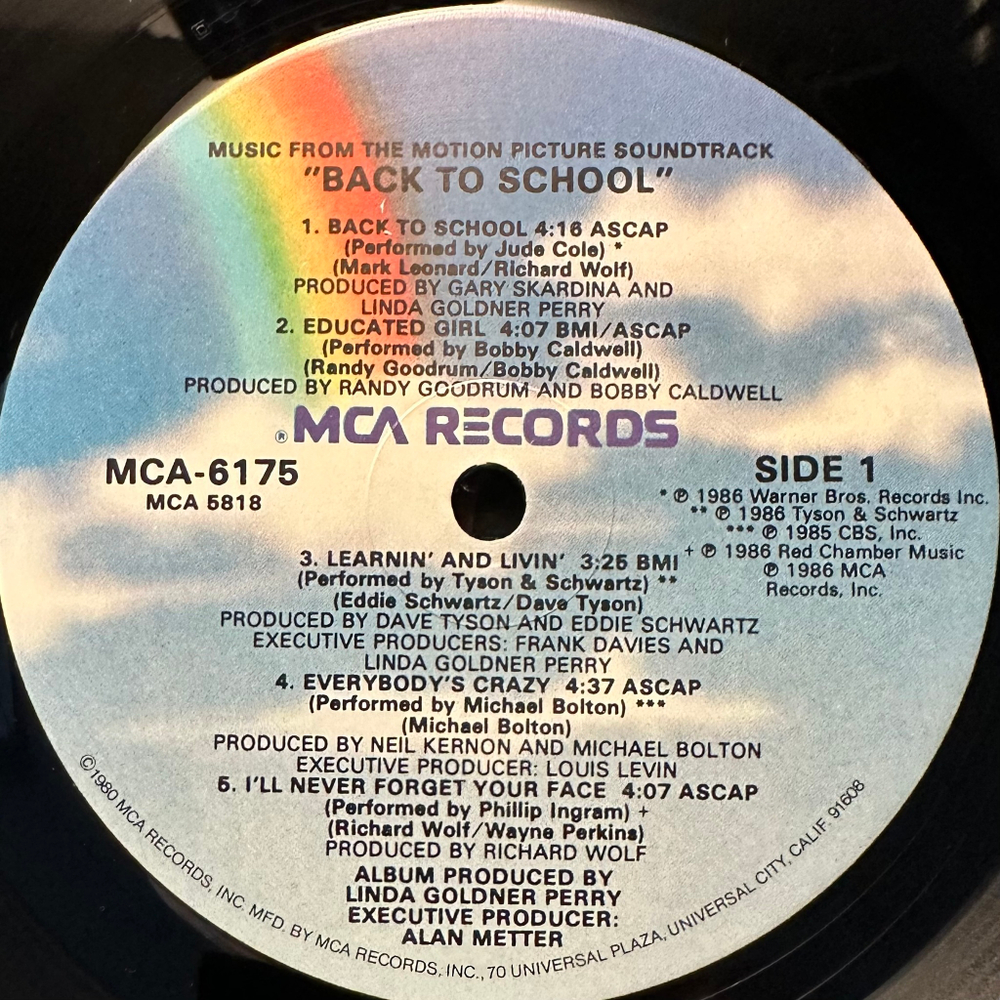 MUSIC FROM THE MOTION PICTURE SOUNDTRACK
"BACK TO SCHOOL"
1. BACK TO SCHOOL 4:16 ASCAP
(Performed by Jude Cole) *
(Mark Leonard/Richard Wolf)
PRODUCED BY GARY SKARDINA AND
LINDA GOLDNER PERRY
2. EDUCATED GIRL 4:07 BMI/ASCAP
(Performed by Bobby Caldwell)
(Randy Goodrum/Bobby Caldwell)
PRODUCED BY RANDY GOODRUM AND BOBBY CALDWELL
® MCA RECORDS
MCA-6175
MCA 5818
SIDE 1
* ℗ 1986 Warner Bros. Records Inc.
** ℗ 1986 Tyson & Schwartz
*** ℗ 1985 CBS, Inc.
+ ℗ 1986 Red Chamber Music
℗ 1986 MCA
Records, Inc.
3. LEARNIN' AND LIVIN' 3:25 BMI
(Performed by Tyson & Schwartz) **
(Eddie Schwartz/Dave Tyson)
PRODUCED BY DAVE TYSON AND EDDIE SCHWARTZ
EXECUTIVE PRODUCERS: FRANK DAVIES AND
LINDA GOLDNER PERRY
4. EVERYBODY'S CRAZY 4:37 ASCAP
(Performed by Michael Bolton) ***
(Michael Bolton)
PRODUCED BY NEIL KERNON AND MICHAEL BOLTON
EXECUTIVE PRODUCER: LOUIS LEVIN
5. I'LL NEVER FORGET YOUR FACE 4:07 ASCAP
(Performed by Phillip Ingram) +
(Richard Wolf/Wayne Perkins)
PRODUCED BY RICHARD WOLF
ALBUM PRODUCED BY
LINDA GOLDNER PERRY
EXECUTIVE PRODUCER:
ALAN METTER
©1980 MCA RECORDS, INC. MFD. BY MCA RECORDS, INC., 70 UNIVERSAL PLAZA, UNIVERSAL CITY, CALIF. 91608